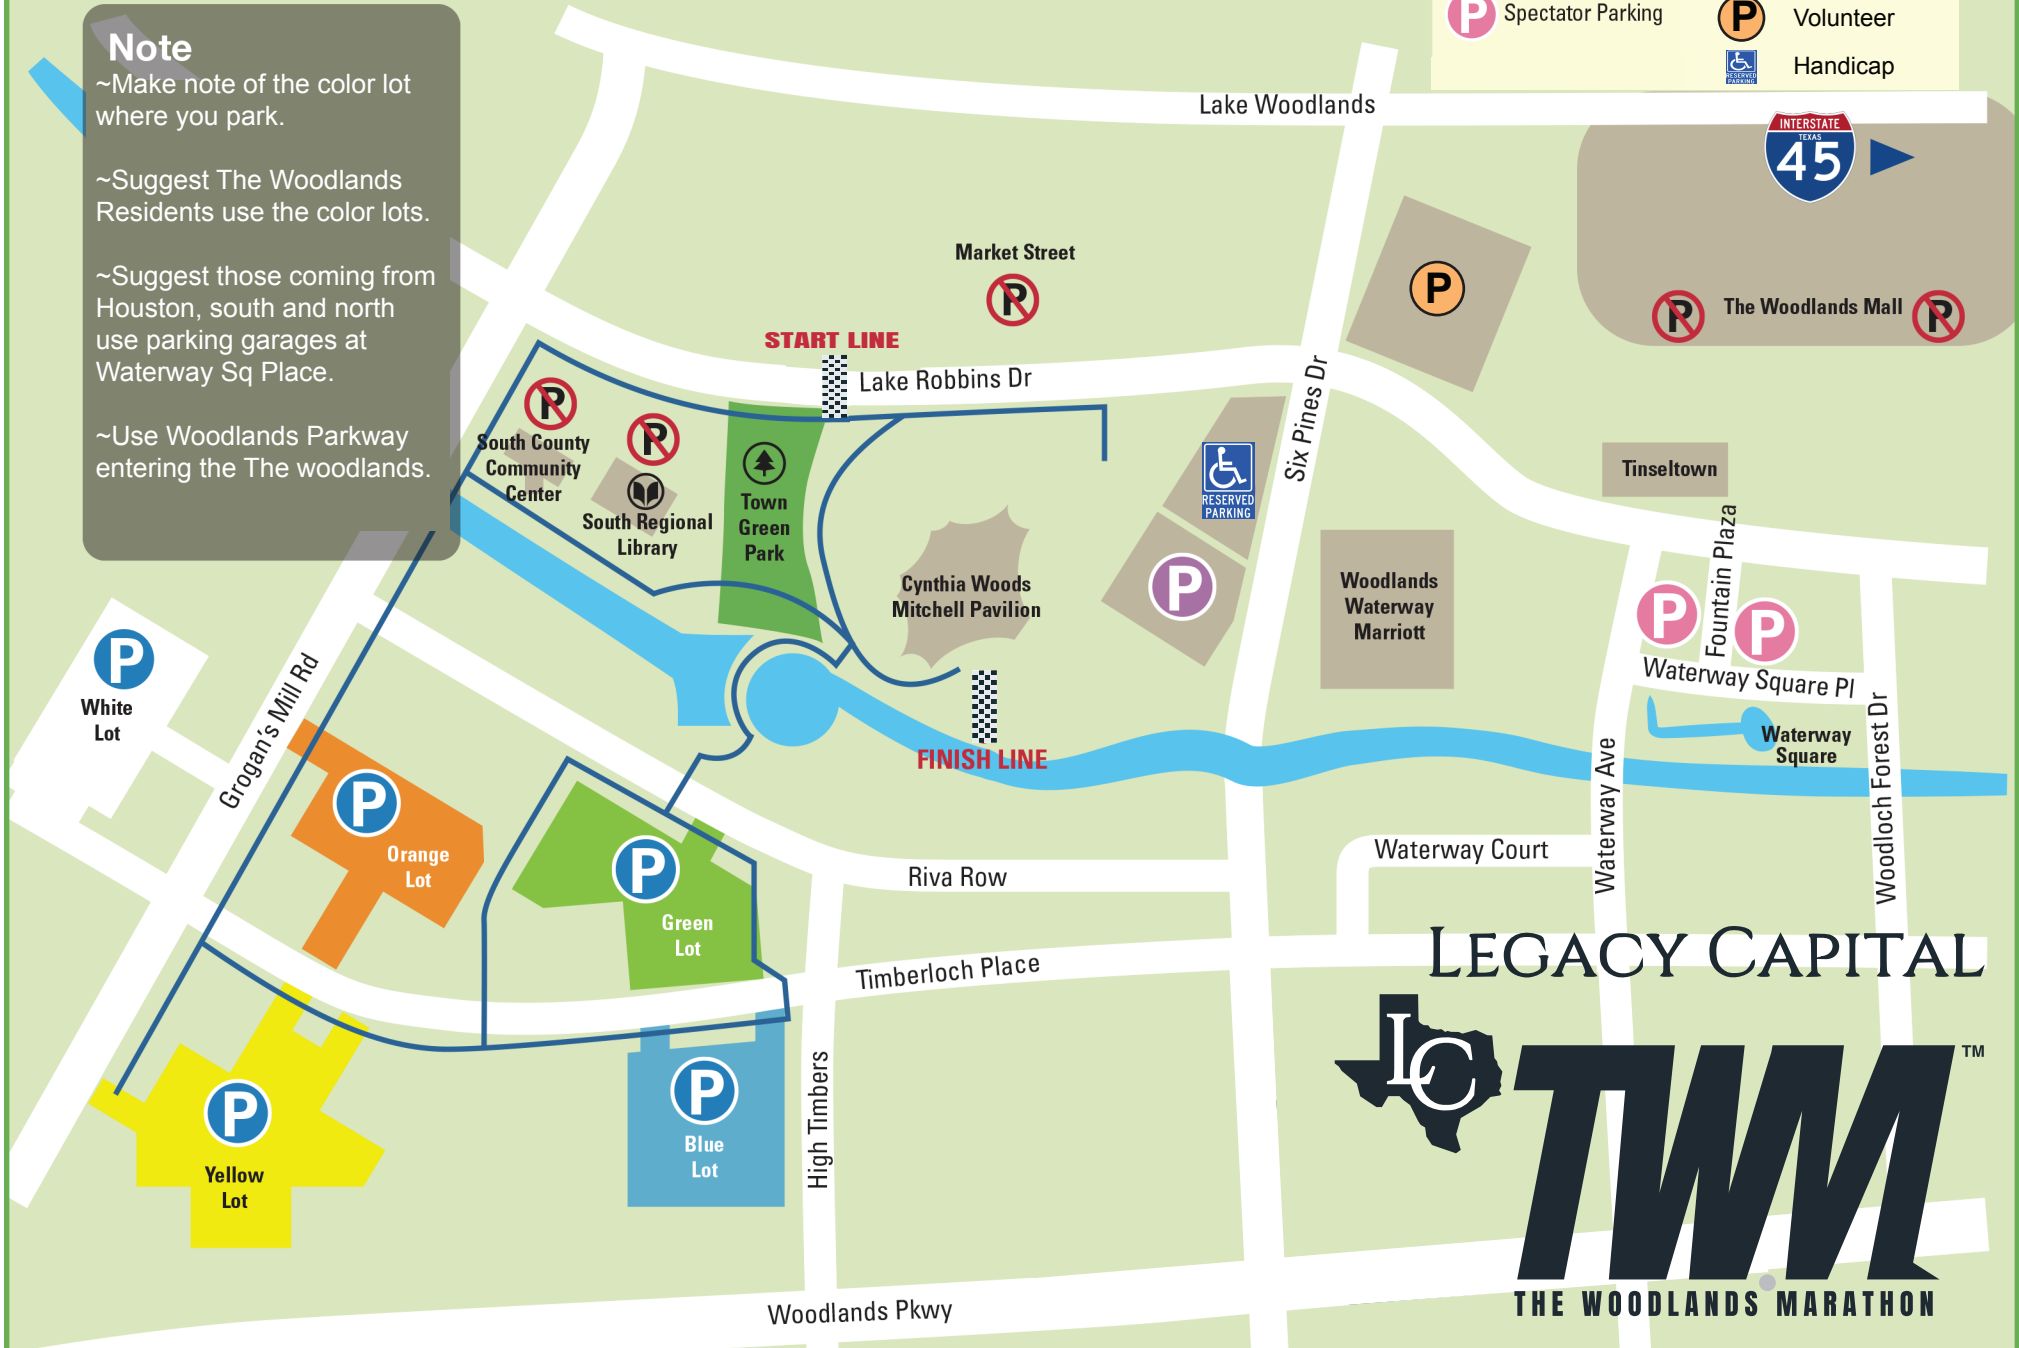 Note
~Make note of the color lot
where you park.
~Suggest The Woodlands
Residents use the color lots.
~Suggest those coming from
Houston, south and north
use parking garages at
Waterway Sq Place.
~Use Woodlands Parkway
entering the The woodlands.
P Spectator Parking
P Volunteer
RESERVED
PARKING
Handicap
Lake Woodlands
INTERSTATE
TEXAS
45
Market Street
P
P
P
The Woodlands Mall
P
START LINE
Lake Robbins Dr
Six Pines Dr
P
South County
Community
Center
P
South Regional
Library
Town
Green
Park
RESERVED
PARKING
Tinseltown
Cynthia Woods
Mitchell Pavilion
P
Woodlands
Waterway
Marriott
P
Fountain Plaza
P
Waterway Square Pl
Waterway
Square
P
White
Lot
Grogan's Mill Rd
FINISH LINE
Waterway Ave
Woodloch Forest Dr
P
Orange
Lot
P
Green
Lot
Riva Row
Waterway Court
Timberloch Place
LEGACY CAPITAL
LC
TWM
TM
THE WOODLANDS MARATHON
P
Yellow
Lot
P
Blue
Lot
High Timbers
Woodlands Pkwy